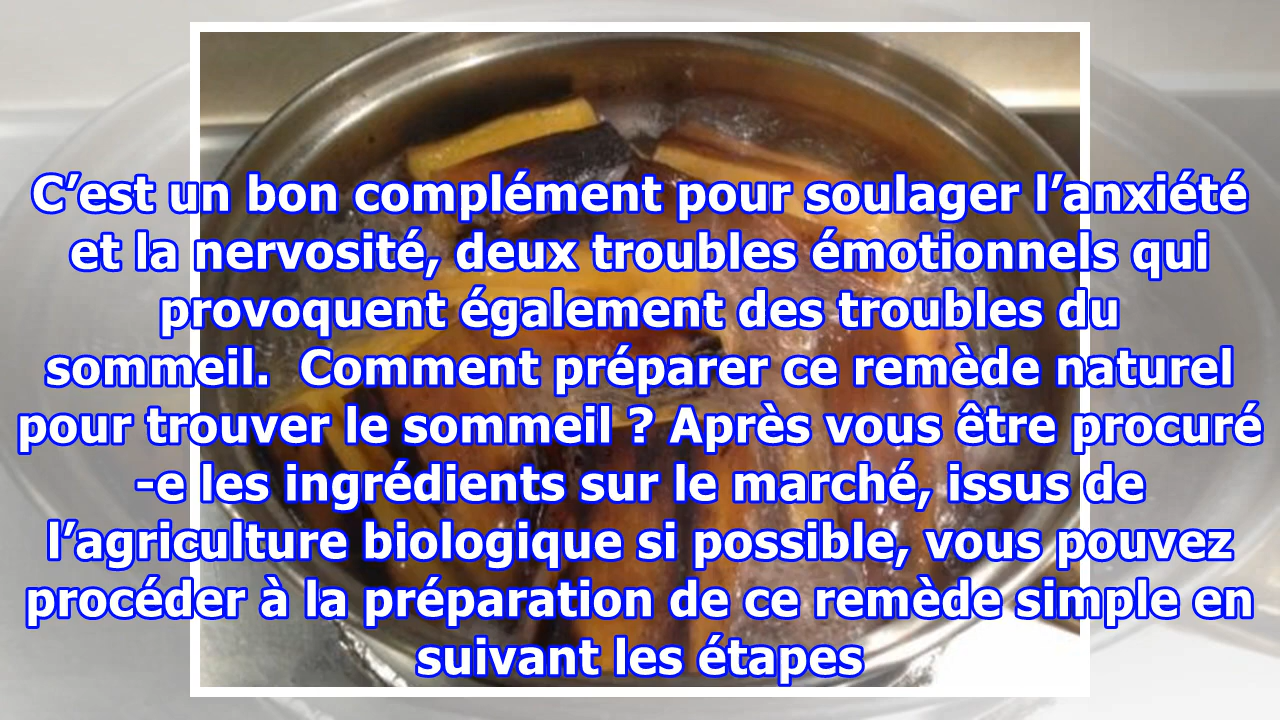 C’est un bon complément pour soulager l’anxiété
et la nervosité, deux troubles émotionnels qui
provoquent également des troubles du
sommeil.  Comment préparer ce remède naturel
pour trouver le sommeil ? Après vous être procuré
-e les ingrédients sur le marché, issus de
l’agriculture biologique si possible, vous pouvez
procéder à la préparation de ce remède simple en
suivant les étapes